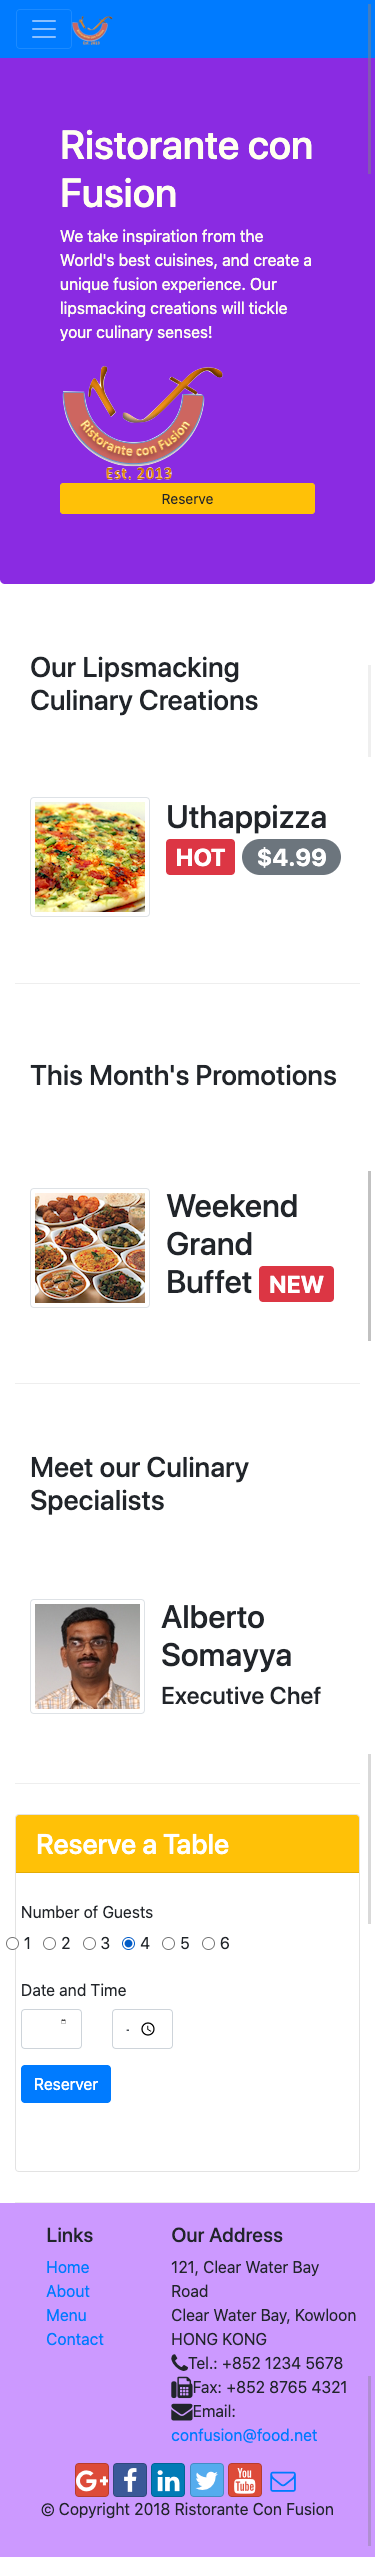 Ristorante con
Fusion
We take inspiration from the
World's best cuisines, and create a
unique fusion experience. Our
lipsmacking creations will tickle
your culinary senses!
Ristorante con Fusion
Est. 2013
Reserve
Our Lipsmacking
Culinary Creations
Uthappizza
HOT $4.99
This Month's Promotions
Weekend
Grand
Buffet NEW
Meet our Culinary
Specialists
Alberto
Somayya
Executive Chef
Reserve a Table
Number of Guests
1 2 3 4 5 6
Date and Time
Reserver
Links
Home
About
Menu
Contact
Our Address
121, Clear Water Bay
Road
Clear Water Bay, Kowloon
HONG KONG
Tel.: +852 1234 5678
Fax: +852 8765 4321
Email:
confusion@food.net
G+ f in You Tube
© Copyright 2018 Ristorante Con Fusion